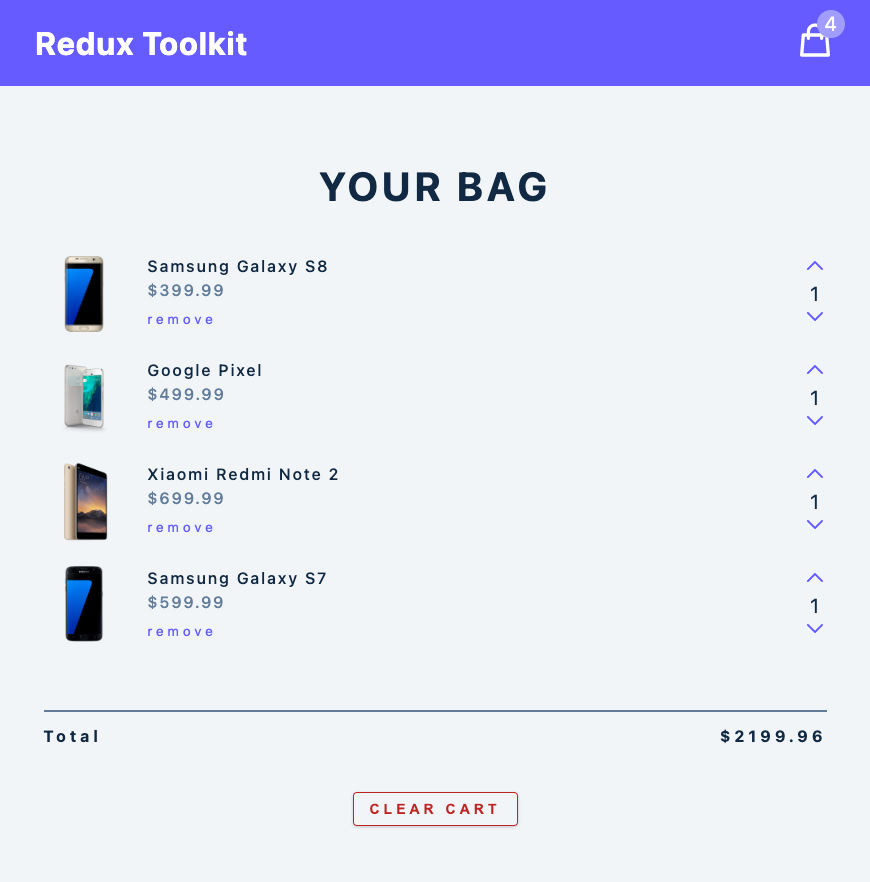 Redux Toolkit
4
YOUR BAG
Samsung Galaxy S8
$399.99
remove
1
Google Pixel
$499.99
remove
1
Xiaomi Redmi Note 2
$699.99
remove
1
Samsung Galaxy S7
$599.99
remove
1
Total $2199.96
CLEAR CART